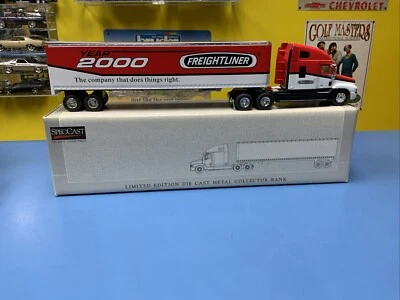 CHEVROLET
GOLF MASTERS
YEAR
2000
FREIGHTLINER
The company that does things right.
SPECCAST
LIMITED EDITION DIE CAST METAL COLLECTOR BANK